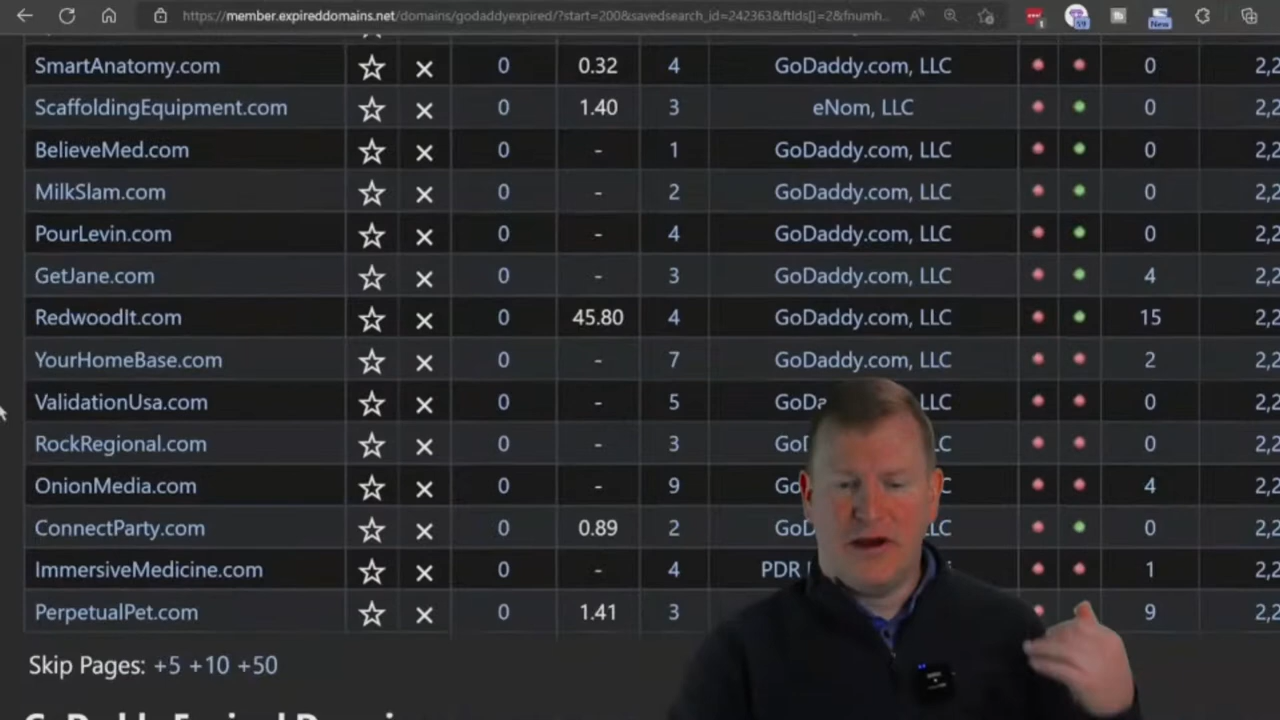 https://member.expireddomains.net/domains/godaddyexpired/?start=200&savedsearch_id=242363&ftlds[]=2&fnumh...
SmartAnatomy.com 0 0.32 4 GoDaddy.com, LLC 0 2,2
ScaffoldingEquipment.com 0 1.40 3 eNom, LLC 0 2,2
BelieveMed.com 0 - 1 GoDaddy.com, LLC 0 2,2
MilkSlam.com 0 - 2 GoDaddy.com, LLC 0 2,2
PourLevin.com 0 - 4 GoDaddy.com, LLC 0 2,2
GetJane.com 0 - 3 GoDaddy.com, LLC 4 2,2
RedwoodIt.com 0 45.80 4 GoDaddy.com, LLC 15 2,2
YourHomeBase.com 0 - 7 GoDaddy.com, LLC 2 2,2
ValidationUsa.com 0 - 5 GoDa LC 0 2,2
RockRegional.com 0 - 3 GoD LC 0 2,2
OnionMedia.com 0 - 9 Go C 4 2,2
ConnectParty.com 0 0.89 2 GoD LLC 0 2,2
ImmersiveMedicine.com 0 - 4 PDR 1 2,2
PerpetualPet.com 0 1.41 3 9 2,2
Skip Pages: +5 +10 +50